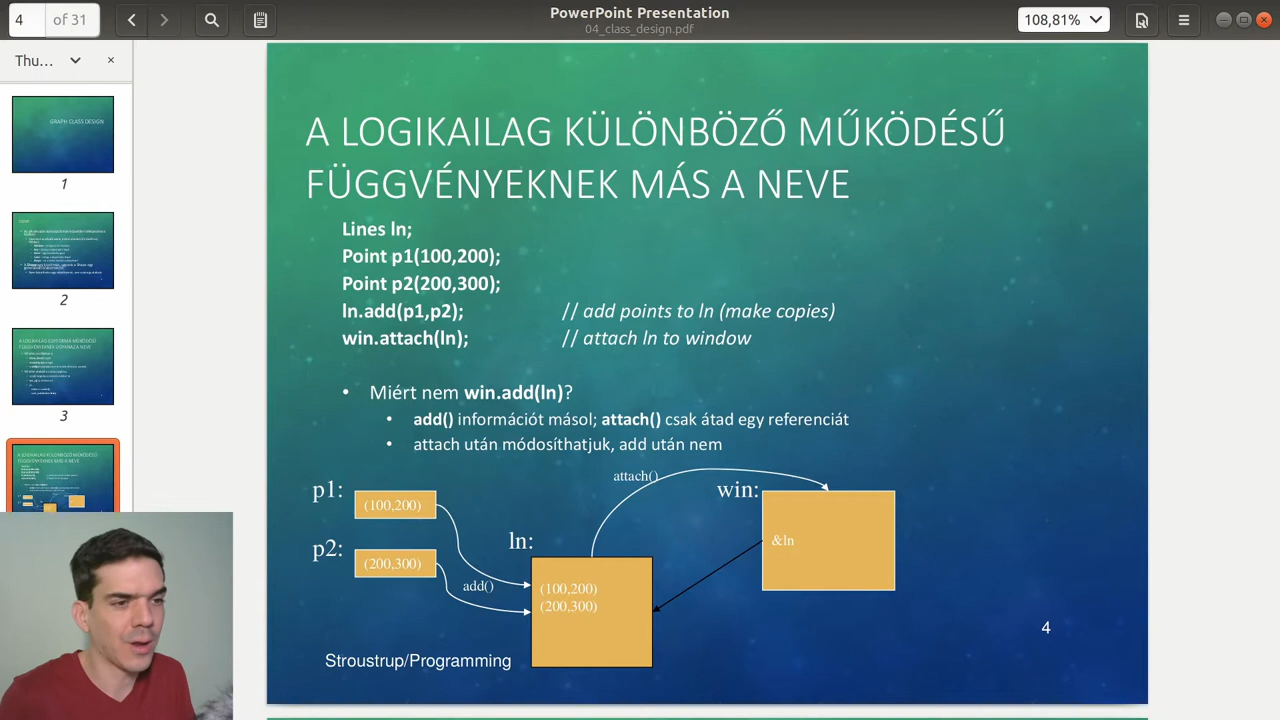 4 of 31
PowerPoint Presentation
04_class_design.pdf
108,81%
Thu...
GRAPH CLASS DESIGN
1
2
3
A LOGIKAILAG KÜLÖNBÖZŐ MŰKÖDÉSŰ
FÜGGVÉNYEKNEK MÁS A NEVE
Lines ln;
Point p1(100,200);
Point p2(200,300);
ln.add(p1,p2); // add points to ln (make copies)
win.attach(ln); // attach ln to window
• Miért nem win.add(ln)?
• add() információt másol; attach() csak átad egy referenciát
• attach után módosíthatjuk, add után nem
attach()
p1:
(100,200)
win:
&ln
p2:
(200,300)
ln:
add()
(100,200)
(200,300)
4
Stroustrup/Programming